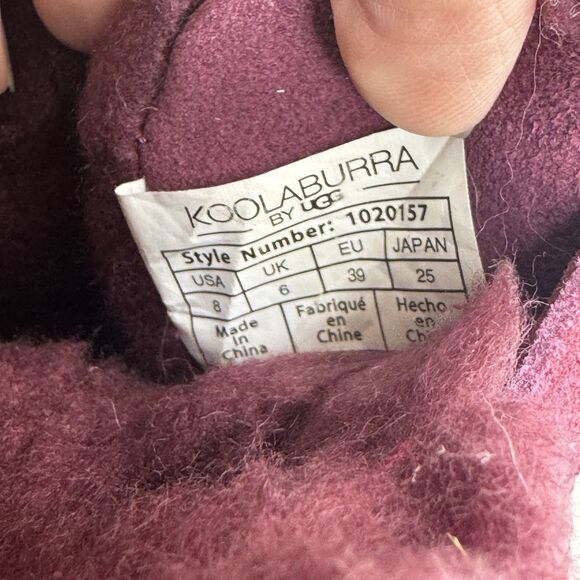 KOOLABURRA
BY UGG
Style Number: 1020157
USA UK EU JAPAN
8 6 39 25
Made Fabriqué Hecho
in en en
China Chine